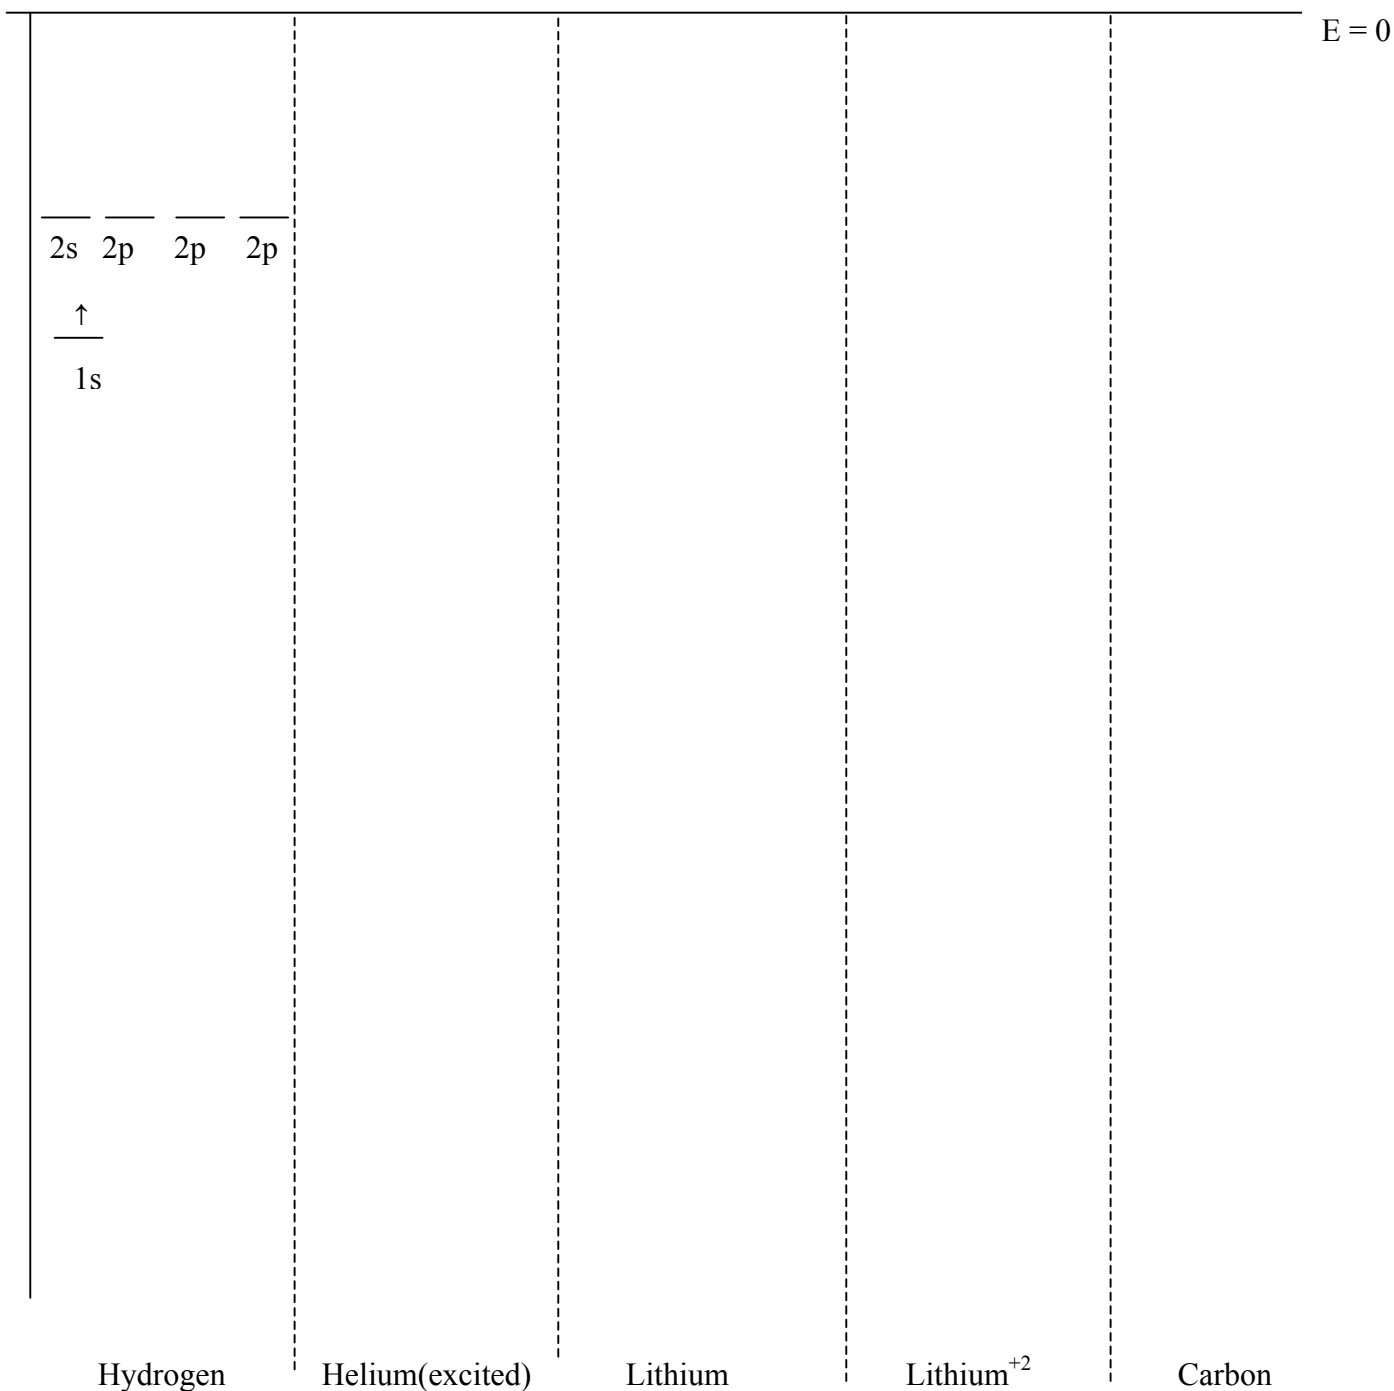 E = 0
2s 2p 2p 2p
↑
1s
Hydrogen Helium(excited) Lithium Lithium⁺² Carbon